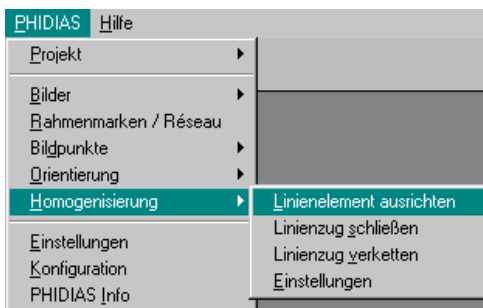 PHIDIAS Hilfe
Projekt
Bilder
Rahmenmarken / Réseau
Bildpunkte
Orientierung
Homogenisierung
Einstellungen
Konfiguration
PHIDIAS Info
Linienelement ausrichten
Linienzug schließen
Linienzug verketten
Einstellungen